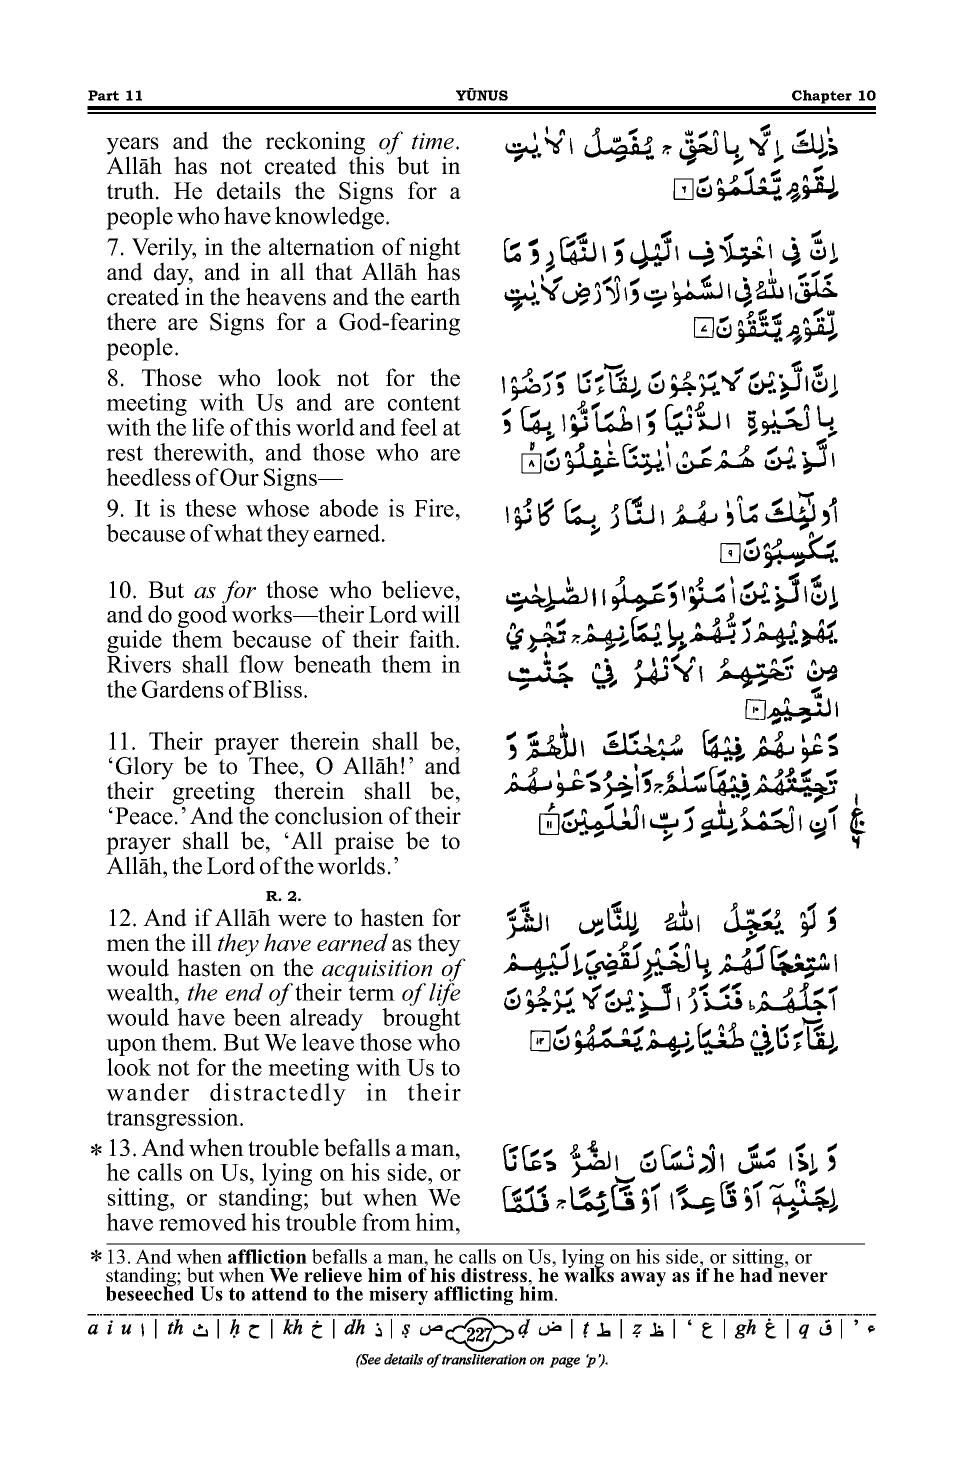 Part 11 YŪNUS Chapter 10
years and the reckoning of time.
Allāh has not created this but in
truth. He details the Signs for a
people who have knowledge.
7. Verily, in the alternation of night
and day, and in all that Allāh has
created in the heavens and the earth
there are Signs for a God-fearing
people.
8. Those who look not for the
meeting with Us and are content
with the life of this world and feel at
rest therewith, and those who are
heedless of Our Signs—
9. It is these whose abode is Fire,
because of what they earned.
10. But as for those who believe,
and do good works—their Lord will
guide them because of their faith.
Rivers shall flow beneath them in
the Gardens of Bliss.
11. Their prayer therein shall be,
‘Glory be to Thee, O Allāh!’ and
their greeting therein shall be,
‘Peace.’ And the conclusion of their
prayer shall be, ‘All praise be to
Allāh, the Lord of the worlds.’
R. 2.
12. And if Allāh were to hasten for
men the ill they have earned as they
would hasten on the acquisition of
wealth, the end of their term of life
would have been already brought
upon them. But We leave those who
look not for the meeting with Us to
wander distractedly in their
transgression.
* 13. And when trouble befalls a man,
he calls on Us, lying on his side, or
sitting, or standing; but when We
have removed his trouble from him,
ذٰلِكَ اِلَّا بِالْحَقِّ ۚ يُفَصِّلُ الْاٰيٰتِ
لِقَوْمٍ يَّعْلَمُوْنَ ۶
اِنَّ فِي اخْتِلَافِ الَّيْلِ وَ النَّهَارِ وَ مَا
خَلَقَ اللّٰهُ فِي السَّمٰوٰتِ وَ الْاَرْضِ لَاٰيٰتٍ
لِّقَوْمٍ يَّتَّقُوْنَ ۷
اِنَّ الَّذِيْنَ لَا يَرْجُوْنَ لِقَآءَنَا وَ رَضُوْا
بِالْحَيٰوةِ الدُّنْيَا وَ اطْمَاَنُّوْا بِهَا وَ
الَّذِيْنَ هُمْ عَنْ اٰيٰتِنَا غٰفِلُوْنَ ۸
اُولٰٓئِكَ مَاْوٰىهُمُ النَّارُ بِمَا كَانُوْا
يَكْسِبُوْنَ ۹
اِنَّ الَّذِيْنَ اٰمَنُوْا وَ عَمِلُوا الصّٰلِحٰتِ
يَهْدِيْهِمْ رَبُّهُمْ بِاِيْمَانِهِمْ ۚ تَجْرِيْ
مِنْ تَحْتِهِمُ الْاَنْهٰرُ فِيْ جَنّٰتِ
النَّعِيْمِ ۱۰
دَعْوٰىهُمْ فِيْهَا سُبْحٰنَكَ اللّٰهُمَّ وَ
تَحِيَّتُهُمْ فِيْهَا سَلٰمٌ ۚ وَ اٰخِرُ دَعْوٰىهُمْ
اَنِ الْحَمْدُ لِلّٰهِ رَبِّ الْعٰلَمِيْنَ ۱۱
وَ لَوْ يُعَجِّلُ اللّٰهُ لِلنَّاسِ الشَّرَّ
اسْتِعْجَالَهُمْ بِالْخَيْرِ لَقُضِيَ اِلَيْهِمْ
اَجَلُهُمْ ؕ فَنَذَرُ الَّذِيْنَ لَا يَرْجُوْنَ
لِقَآءَنَا فِيْ طُغْيَانِهِمْ يَعْمَهُوْنَ ۱۲
وَ اِذَا مَسَّ الْاِنْسَانَ الضُّرُّ دَعَانَا
لِجَنْۢبِهٖۤ اَوْ قَاعِدًا اَوْ قَآئِمًا ۚ فَلَمَّا
* 13. And when affliction befalls a man, he calls on Us, lying on his side, or sitting, or
standing; but when We relieve him of his distress, he walks away as if he had never
beseeched Us to attend to the misery afflicting him.
a i u ا | th ث | ḥ ح | kh خ | dh ذ | ṣ ص 227 ḍ ض | ṭ ط | ẓ ظ | ‘ ع | gh غ | q ق | ’ ء
(See details of transliteration on page ‘p’).